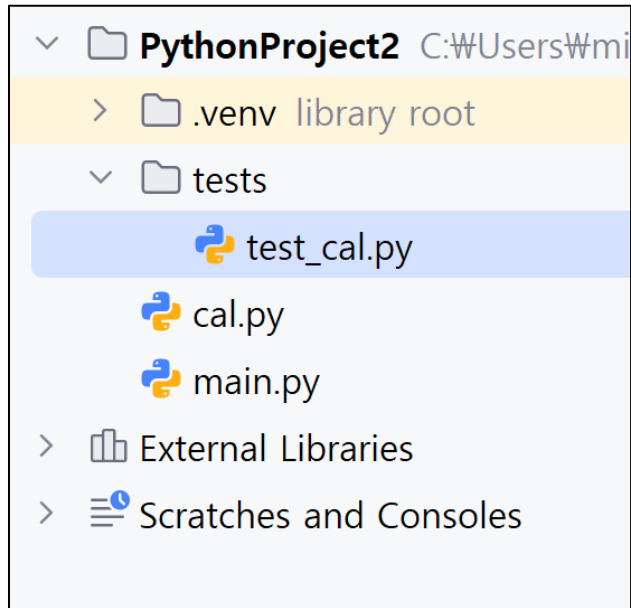 PythonProject2 C:₩Users₩mi
.venv library root
tests
test_cal.py
cal.py
main.py
External Libraries
Scratches and Consoles